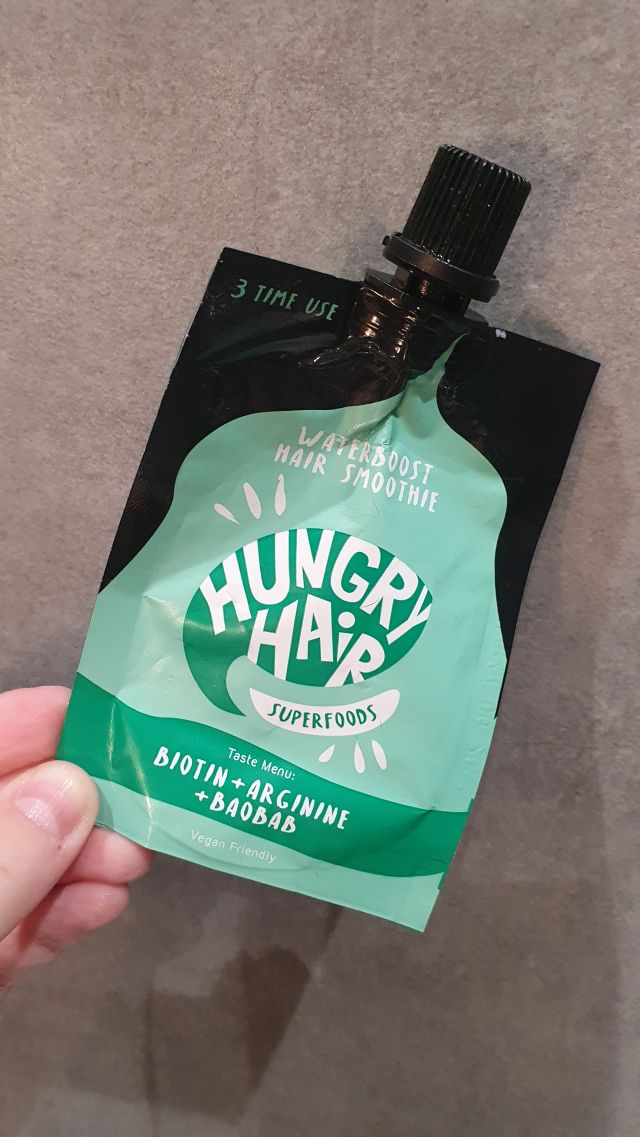 3 TIME USE
WATERBOOST
HAIR SMOOTHIE
HUNGRY
HAiR
SUPERFOODS
Taste Menu:
BIOTIN + ARGININE
+ BAOBAB
Vegan Friendly